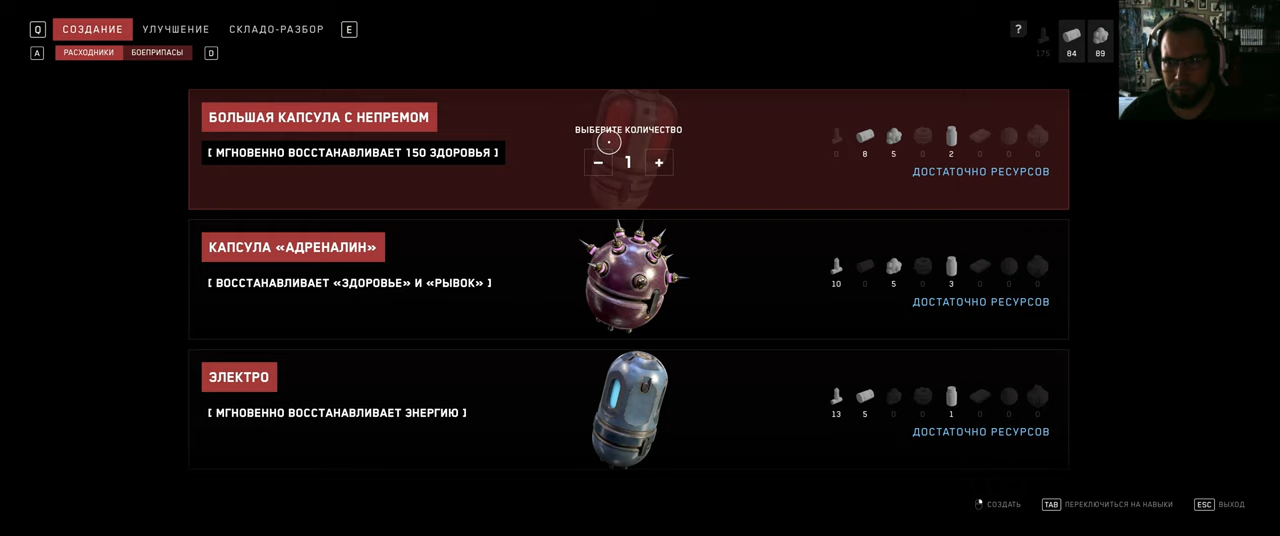 Q СОЗДАНИЕ УЛУЧШЕНИЕ СКЛАДО-РАЗБОР E
A РАСХОДНИКИ БОЕПРИПАСЫ D
?
175 84 89
БОЛЬШАЯ КАПСУЛА С НЕПРЕМОМ
[ МГНОВЕННО ВОССТАНАВЛИВАЕТ 150 ЗДОРОВЬЯ ]
ВЫБЕРИТЕ КОЛИЧЕСТВО
− 1 +
0 8 5 0 2 0 0 0
ДОСТАТОЧНО РЕСУРСОВ
КАПСУЛА «АДРЕНАЛИН»
[ ВОССТАНАВЛИВАЕТ «ЗДОРОВЬЕ» И «РЫВОК» ]
10 0 5 0 3 0 0 0
ДОСТАТОЧНО РЕСУРСОВ
ЭЛЕКТРО
[ МГНОВЕННО ВОССТАНАВЛИВАЕТ ЭНЕРГИЮ ]
13 5 0 0 1 0 0 0
ДОСТАТОЧНО РЕСУРСОВ
СОЗДАТЬ TAB ПЕРЕКЛЮЧИТЬСЯ НА НАВЫКИ ESC ВЫХОД